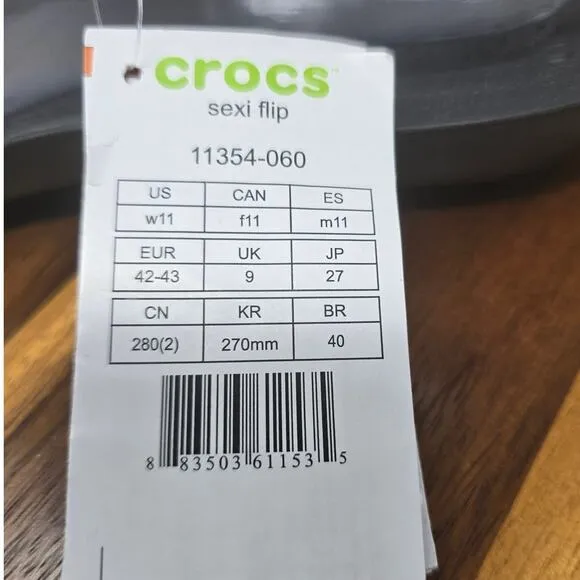 crocs™
sexi flip
11354-060
US CAN ES
w11 f11 m11
EUR UK JP
42-43 9 27
CN KR BR
280(2) 270mm 40
8 83503 61153 5